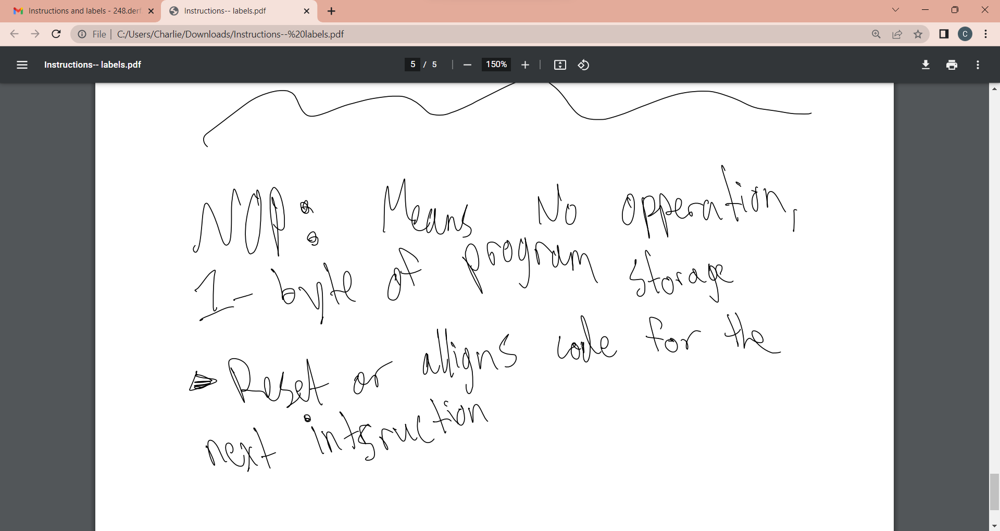 Instructions and labels - 248.derf
Instructions-- labels.pdf
File | C:/Users/Charlie/Downloads/Instructions--%20labels.pdf
C
Instructions-- labels.pdf
5 / 5
150%
NOP: Means No opperation,
1-byte of program storage
Reset or alligns code for the
next intsruction